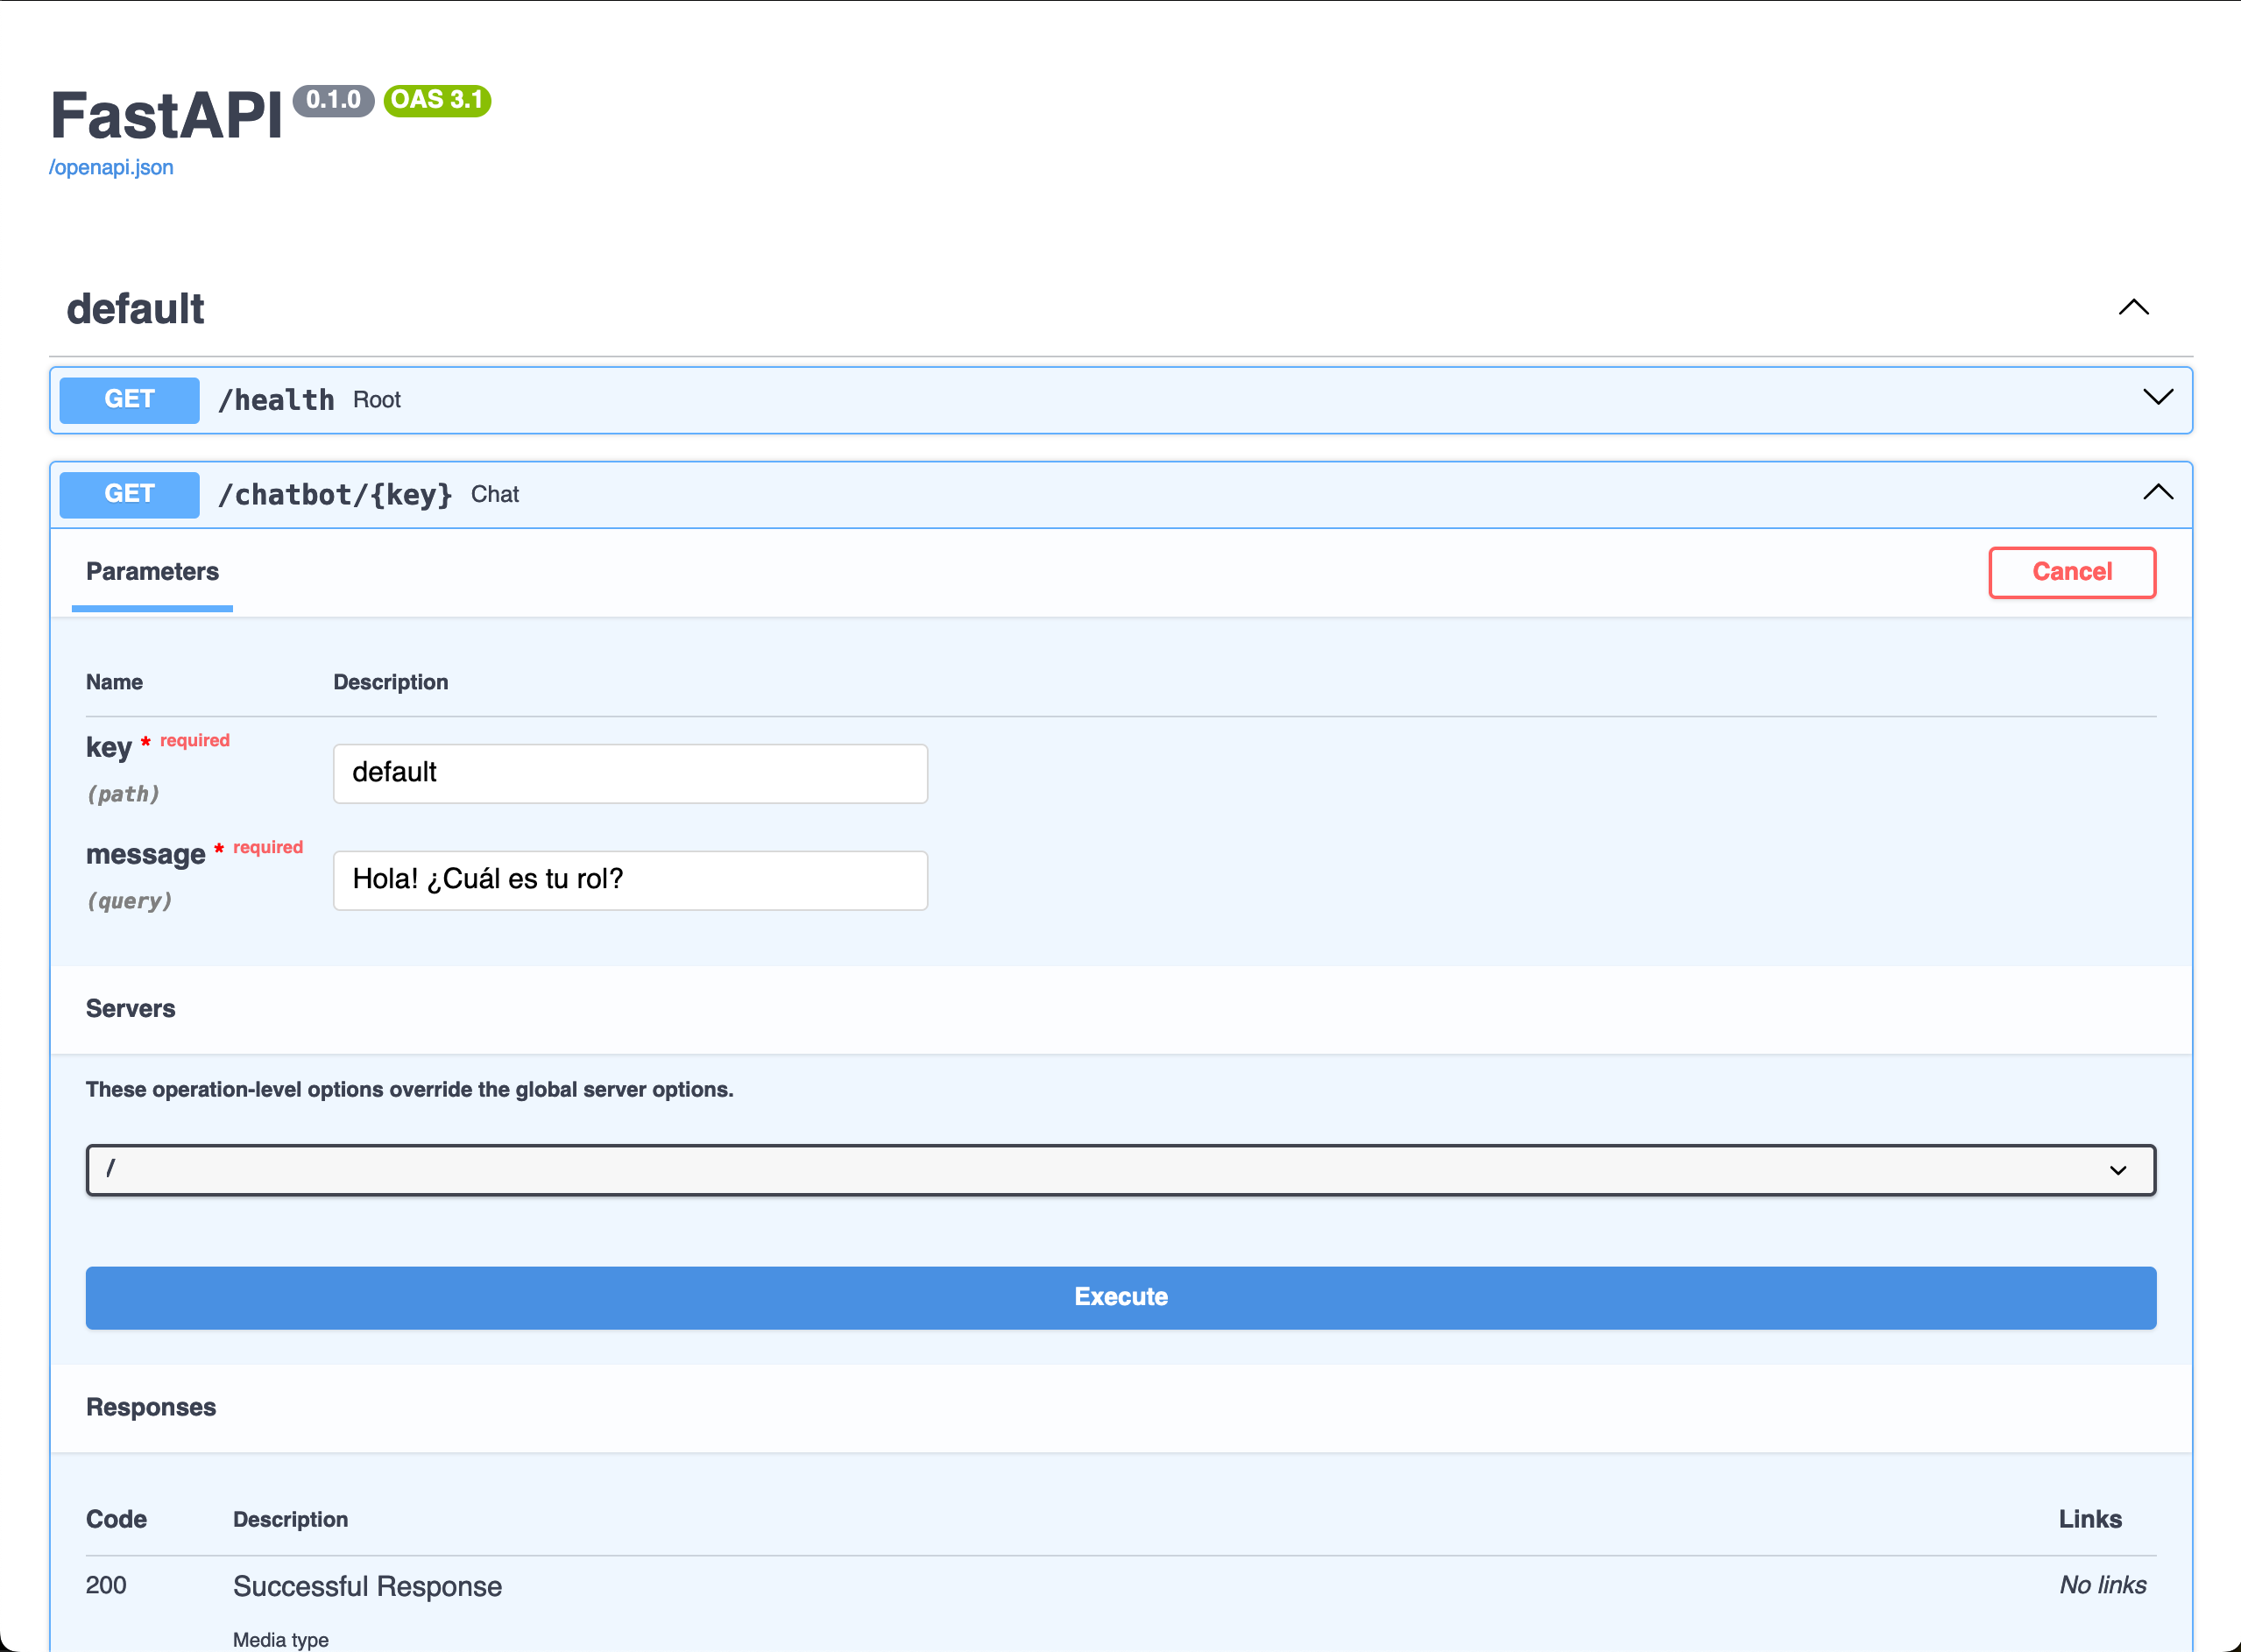 FastAPI 0.1.0 OAS 3.1
/openapi.json
default
GET /health Root
GET /chatbot/{key} Chat
Parameters Cancel
Name Description
key * required
(path)
default
message * required
(query)
Hola! ¿Cuál es tu rol?
Servers
These operation-level options override the global server options.
/
Execute
Responses
Code Description Links
200 Successful Response No links
Media type